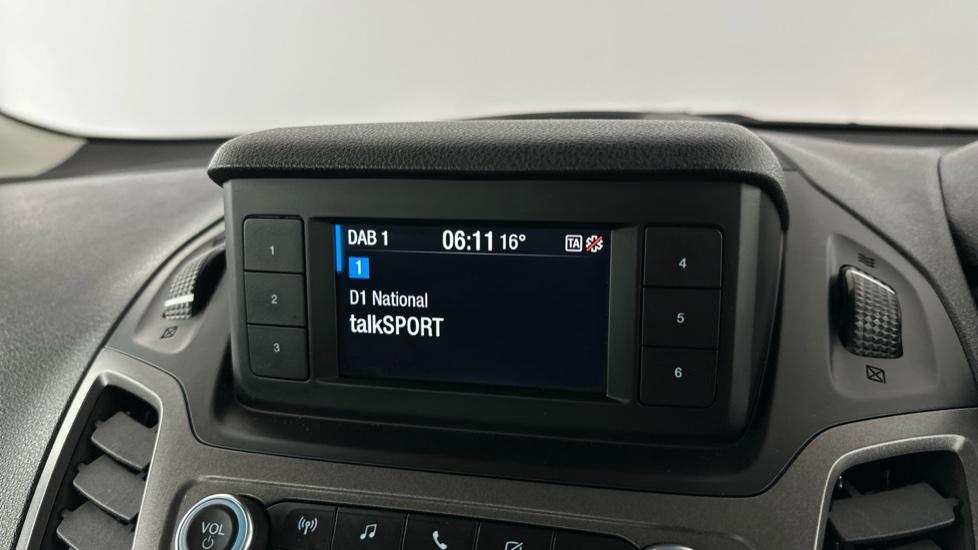 DAB 1 06:11 16° TA
1
D1 National
talkSPORT
1
2
3
4
5
6
VOL